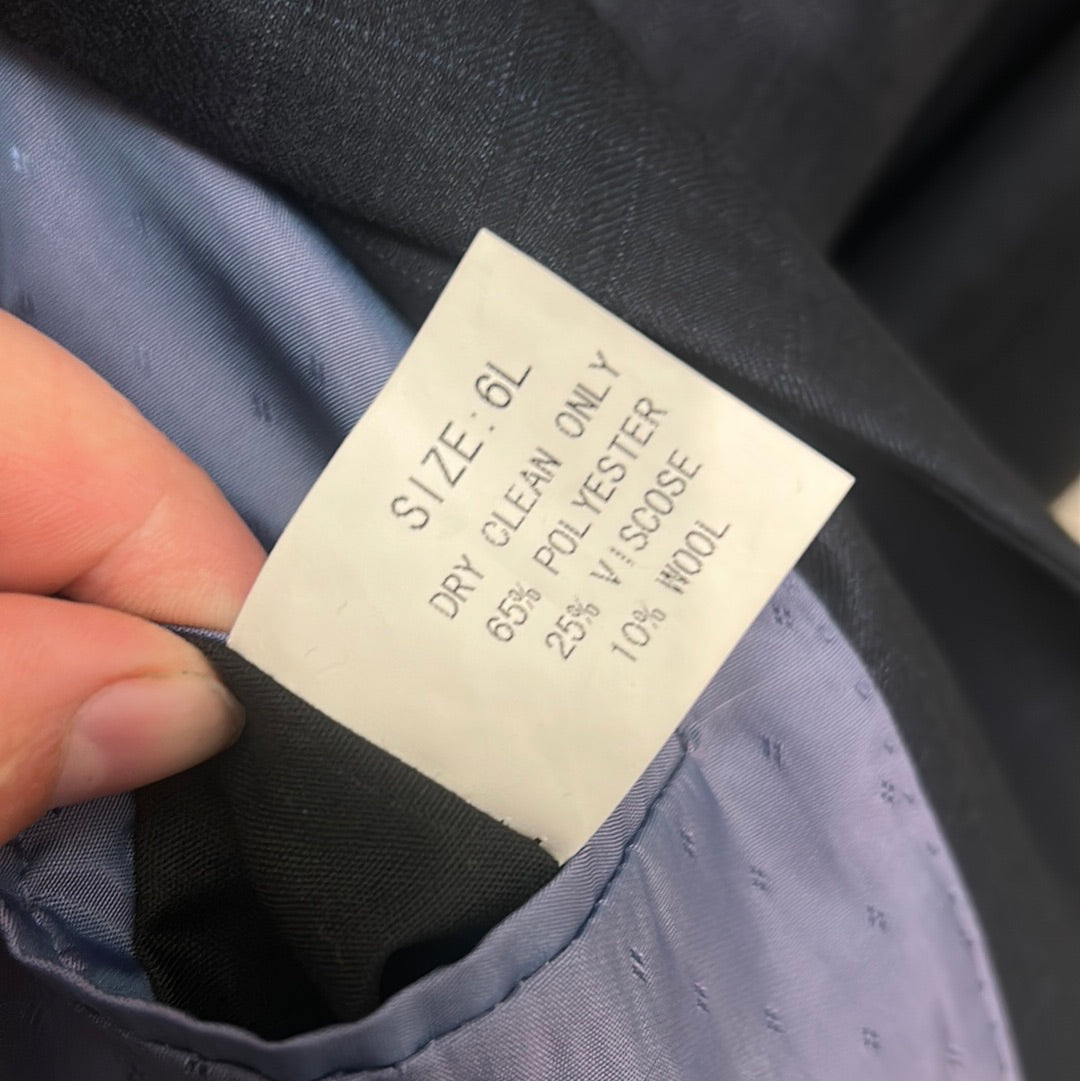 SIZE:6L
DRY CLEAN ONLY
65% POLYESTER
25% VISCOSE
10% WOOL